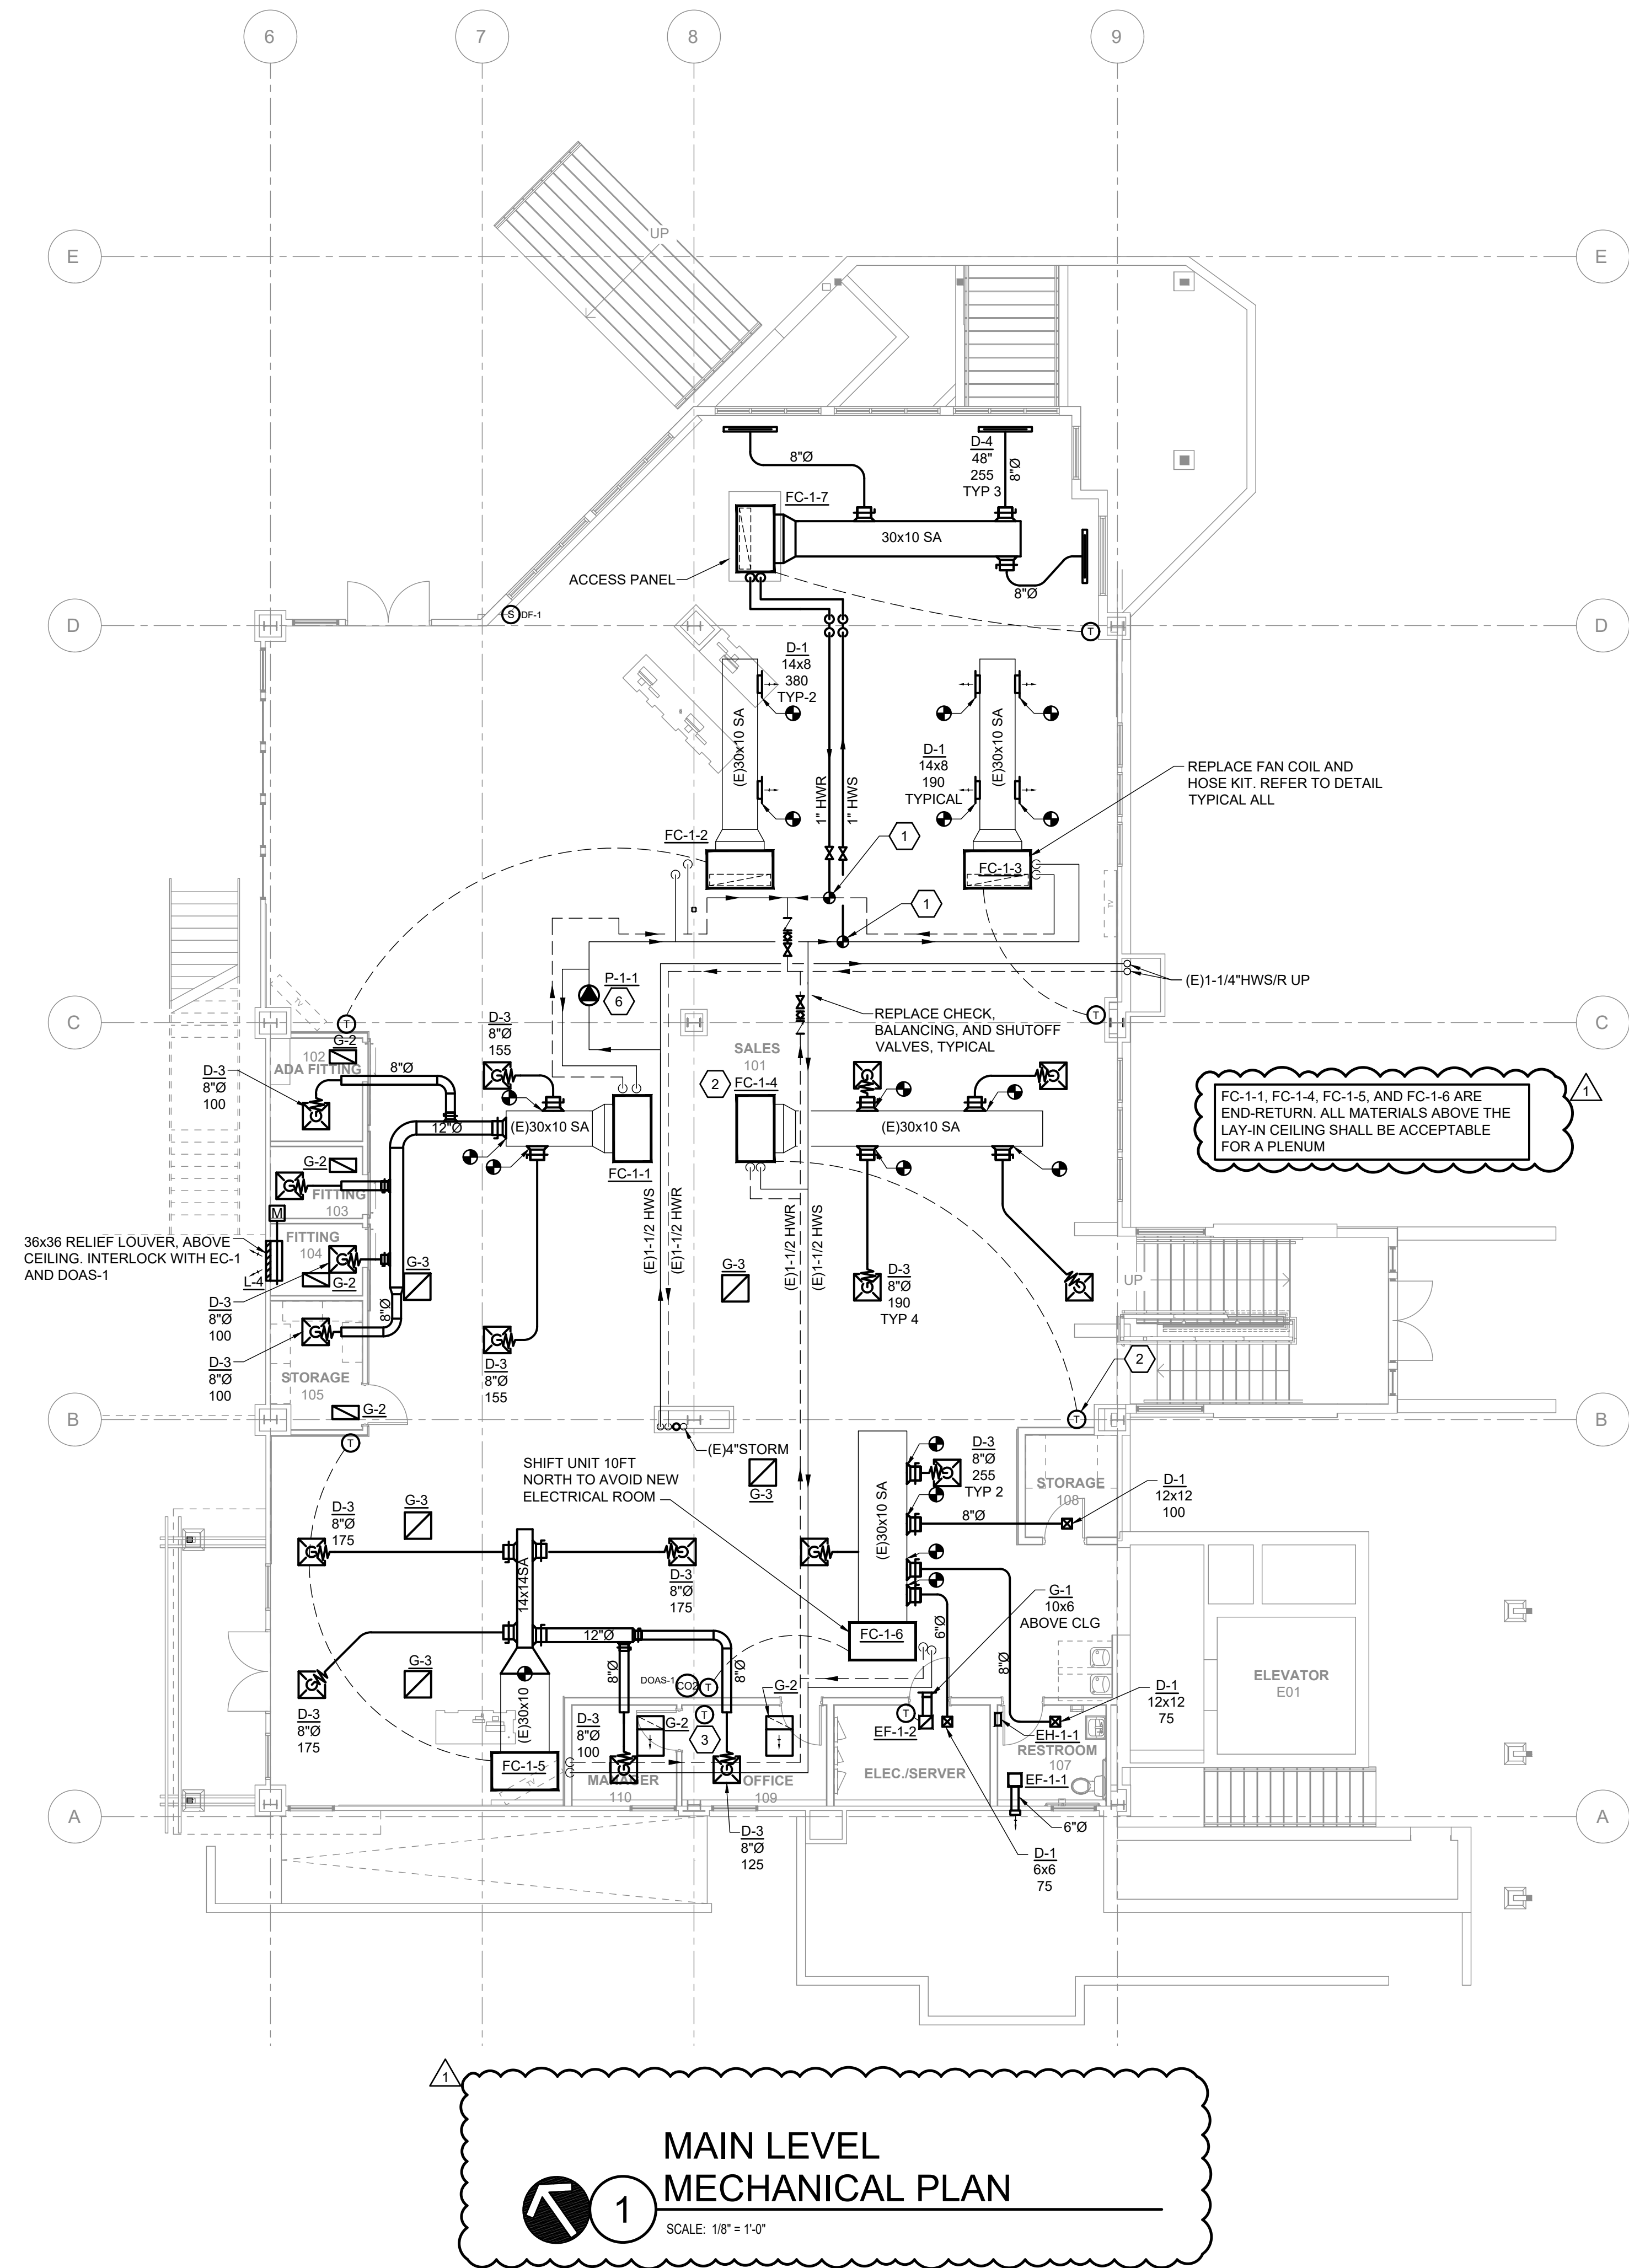 6
7
8
9
E
UP
E
D-4
48"
255
TYP 3
8"Ø
8"Ø
FC-1-7
30x10 SA
ACCESS PANEL
8"Ø
D
S
DF-1
T
D
D-1
14x8
380
TYP-2
(E)30x10 SA
(E)30x10 SA
D-1
14x8
190
TYPICAL
1" HWR
1" HWS
REPLACE FAN COIL AND
HOSE KIT. REFER TO DETAIL
TYPICAL ALL
FC-1-2
1
FC-1-3
TV
1
P-1-1
6
(E)1-1/4"HWS/R UP
TV
C
T
T
C
REPLACE CHECK,
BALANCING, AND SHUTOFF
VALVES, TYPICAL
D-3
8"Ø
155
SALES
101
G-2
102
ADA FITTING
8"Ø
D-3
8"Ø
100
2
FC-1-4
FC-1-1, FC-1-4, FC-1-5, AND FC-1-6 ARE
END-RETURN. ALL MATERIALS ABOVE THE
LAY-IN CEILING SHALL BE ACCEPTABLE
FOR A PLENUM
1
12"Ø
(E)30x10 SA
(E)30x10 SA
G-2
FC-1-1
FITTING
103
M
(E)1-1/2 HWS
(E)1-1/2 HWR
(E)1-1/2 HWR
(E)1-1/2 HWS
36x36 RELIEF LOUVER, ABOVE
CEILING. INTERLOCK WITH EC-1
AND DOAS-1
L-4
FITTING
104
G-2
G-3
G-3
D-3
8"Ø
190
TYP 4
UP
D-3
8"Ø
100
8"Ø
D-3
8"Ø
100
D-3
8"Ø
155
2
STORAGE
105
B
G-2
T
B
T
(E)4"STORM
SHIFT UNIT 10FT
NORTH TO AVOID NEW
ELECTRICAL ROOM
G-3
D-3
8"Ø
255
TYP 2
STORAGE
108
D-1
12x12
100
D-3
8"Ø
175
G-3
(E)30x10 SA
8"Ø
14x14SA
D-3
8"Ø
175
G-1
10x6
ABOVE CLG
6"Ø
FC-1-6
12"Ø
8"Ø
8"Ø
8"Ø
G-3
DOAS-1
CO2
T
G-2
ELEVATOR
E01
D-3
8"Ø
175
(E)30x10
D-3
8"Ø
100
G-2
T
3
T
EF-1-2
EH-1-1
D-1
12x12
75
RESTROOM
107
FC-1-5
TV
MANAGER
110
OFFICE
109
ELEC./SERVER
EF-1-1
A
6"Ø
A
D-3
8"Ø
125
D-1
6x6
75
1
MAIN LEVEL
MECHANICAL PLAN
1
SCALE: 1/8" = 1'-0"